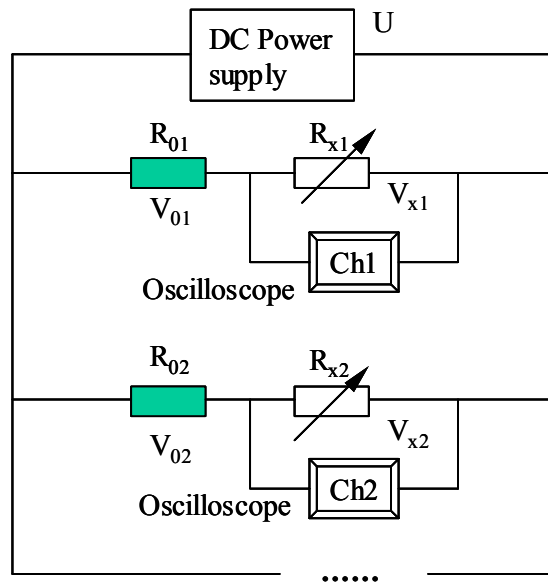 DC Power
supply
U
R01
Rx1
V01
Vx1
Ch1
Oscilloscope
R02
Rx2
V02
Vx2
Ch2
Oscilloscope
......